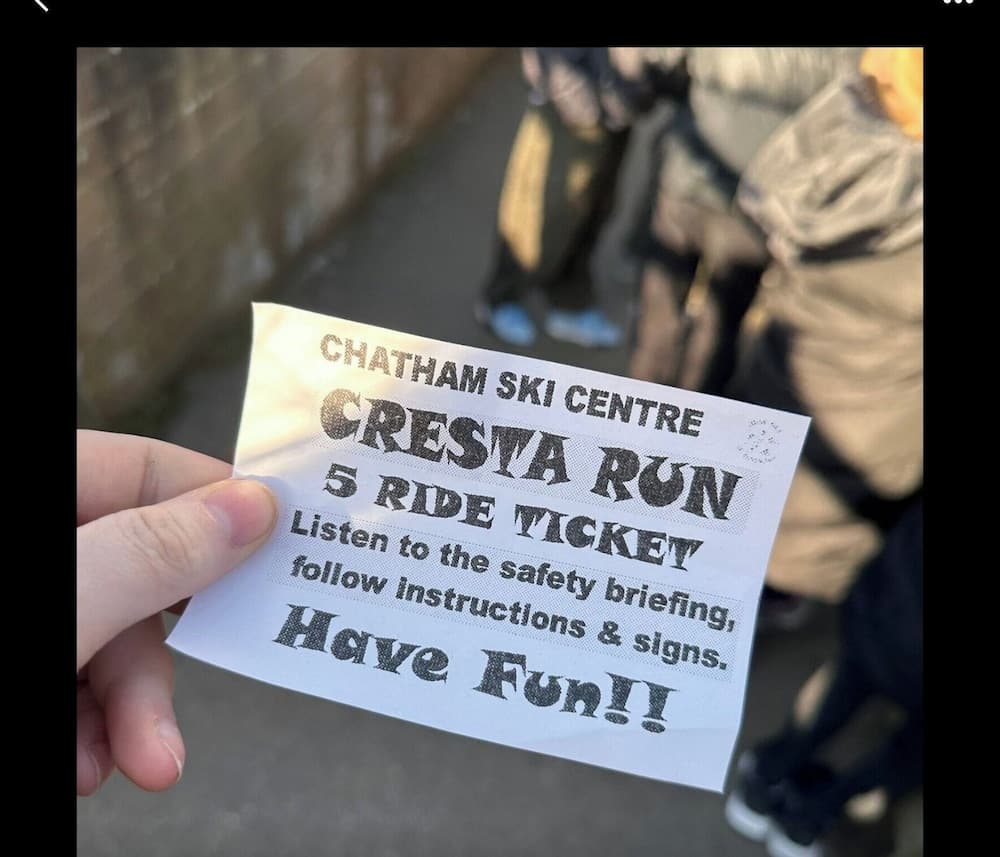 CHATHAM SKI CENTRE
CRESTA RUN
5 RIDE TICKET
Listen to the safety briefing,
follow instructions & signs.
Have Fun!!